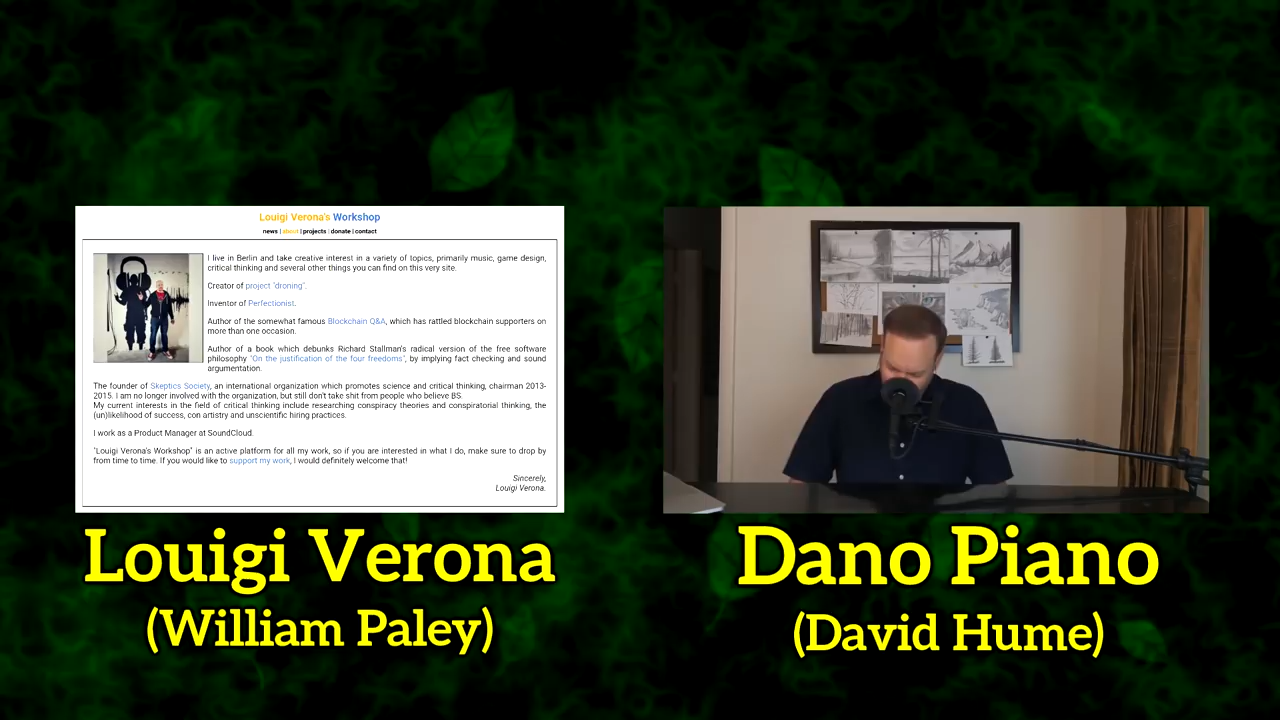 Louigi Verona's Workshop
news | about | projects | donate | contact
I live in Berlin and take creative interest in a variety of topics, primarily music, game design,
critical thinking and several other things you can find on this very site.
Creator of project "droning".
Inventor of Perfectionist.
Author of the somewhat famous Blockchain Q&A, which has rattled blockchain supporters on
more than one occasion.
Author of a book which debunks Richard Stallman's radical version of the free software
philosophy "On the justification of the four freedoms", by implying fact checking and sound
argumentation.
The founder of Skeptics Society, an international organization which promotes science and critical thinking, chairman 2013-
2015. I am no longer involved with the organization, but still don't take shit from people who believe BS.
My current interests in the field of critical thinking include researching conspiracy theories and conspiratorial thinking, the
(un)likelihood of success, con artistry and unscientific hiring practices.
I work as a Product Manager at SoundCloud.
"Louigi Verona's Workshop" is an active platform for all my work, so if you are interested in what I do, make sure to drop by
from time to time. If you would like to support my work, I would definitely welcome that!
Sincerely,
Louigi Verona.
Louigi Verona
(William Paley)
Dano Piano
(David Hume)